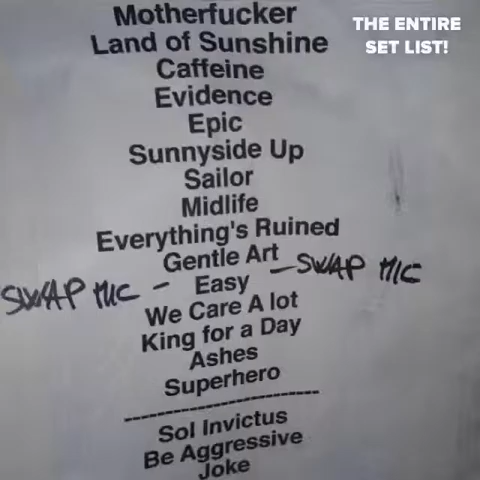 THE ENTIRE
SET LIST!
Motherfucker
Land of Sunshine
Caffeine
Evidence
Epic
Sunnyside Up
Sailor
Midlife
Everything's Ruined
Gentle Art
SWAP MIC - Easy - SWAP MIC
We Care A lot
King for a Day
Ashes
Superhero
Sol Invictus
Be Aggressive
Joke